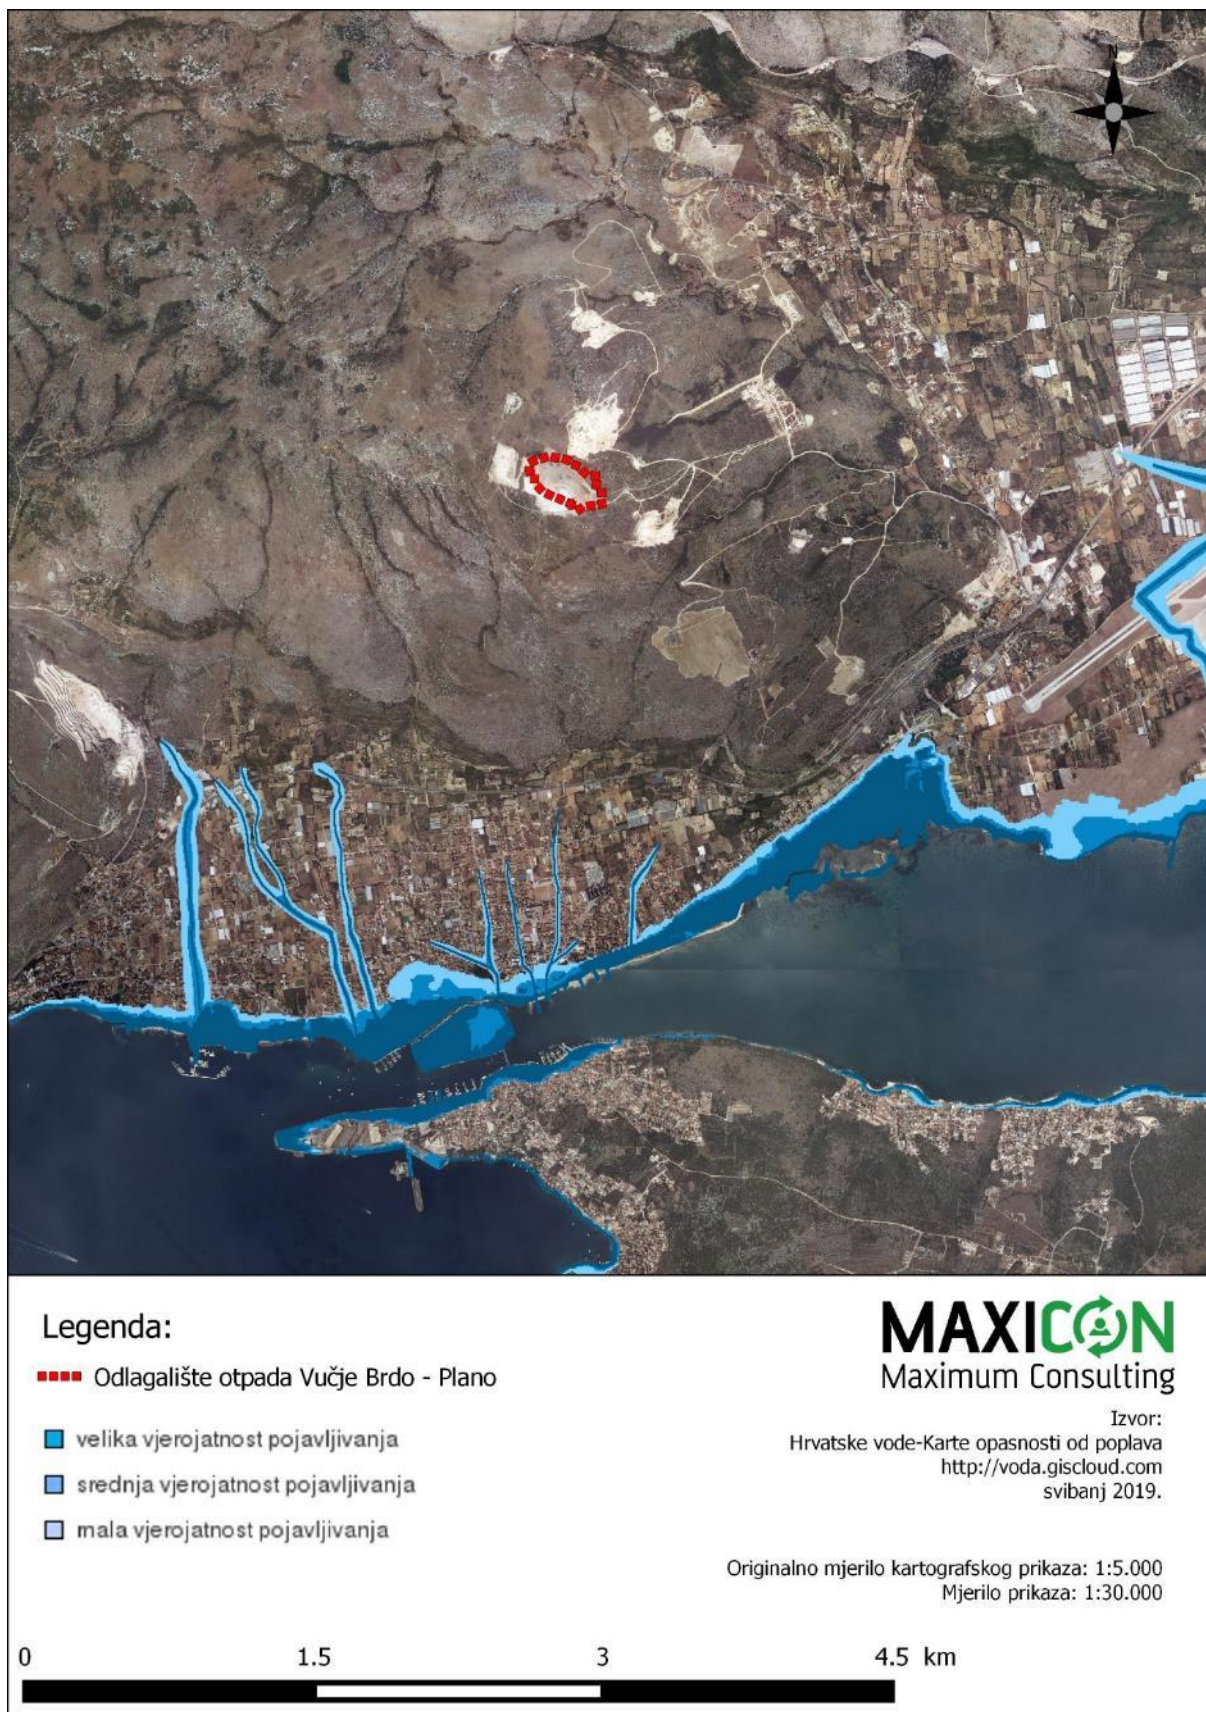 N
Legenda:
Odlagalište otpada Vučje Brdo - Plano
velika vjerojatnost pojavljivanja
srednja vjerojatnost pojavljivanja
mala vjerojatnost pojavljivanja
MAXICON
Maximum Consulting
Izvor:
Hrvatske vode-Karte opasnosti od poplava
http://voda.giscloud.com
svibanj 2019.
Originalno mjerilo kartografskog prikaza: 1:5.000
Mjerilo prikaza: 1:30.000
0 1.5 3 4.5 km